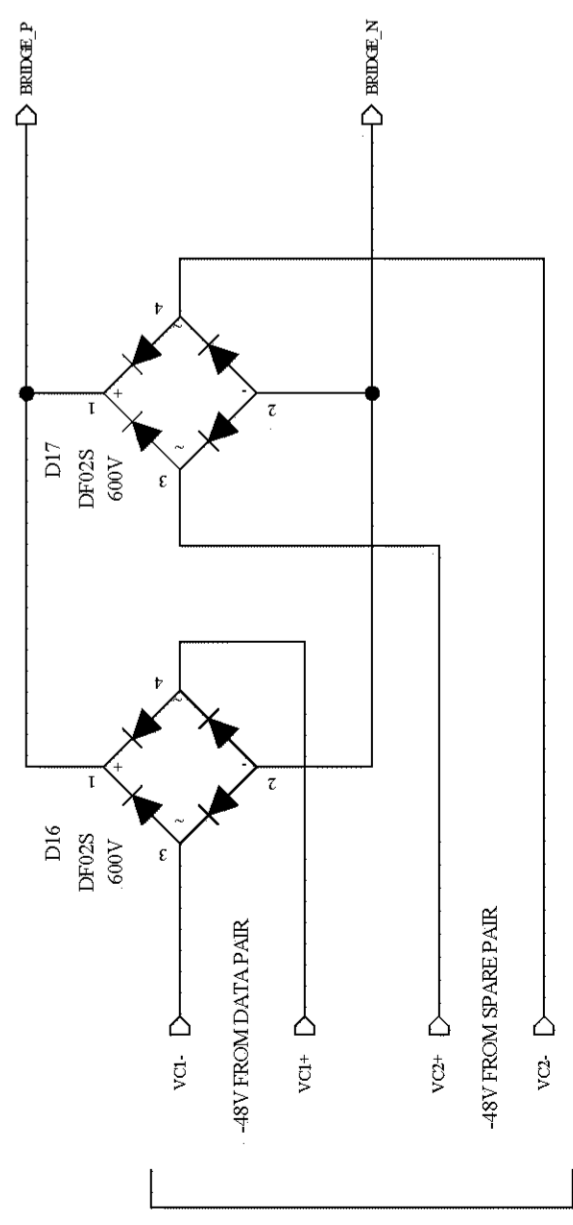 BRIDGE_P
BRIDGE_N
4
~
1
+
-
2
~
3
D17
DF02S
600V
4
~
1
+
-
2
~
3
D16
DF02S
600V
VC1-
-48V FROM DATA PAIR
VC1+
VC2+
-48V FROM SPARE PAIR
VC2-